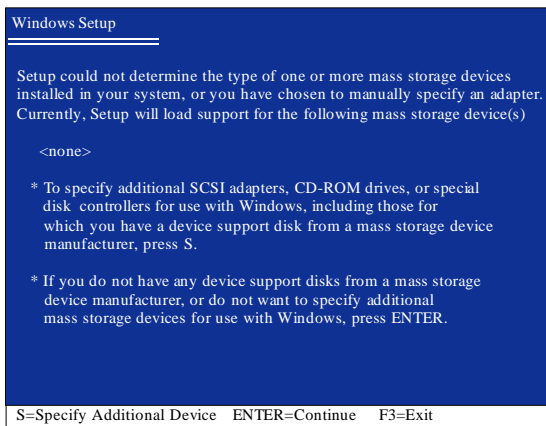 Windows Setup
Setup could not determine the type of one or more mass storage devices
installed in your system, or you have chosen to manually specify an adapter.
Currently, Setup will load support for the following mass storage device(s)
<none>
* To specify additional SCSI adapters, CD-ROM drives, or special
disk controllers for use with Windows, including those for
which you have a device support disk from a mass storage device
manufacturer, press S.
* If you do not have any device support disks from a mass storage
device manufacturer, or do not want to specify additional
mass storage devices for use with Windows, press ENTER.
S=Specify Additional Device ENTER=Continue F3=Exit